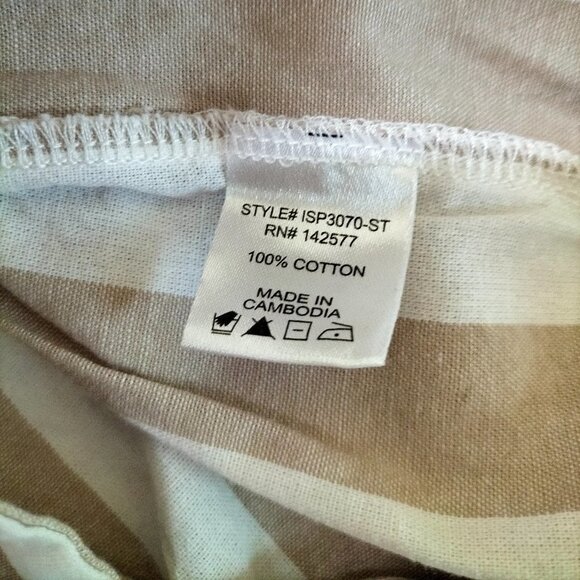 STYLE# ISP3070-ST
RN# 142577
100% COTTON
MADE IN
CAMBODIA